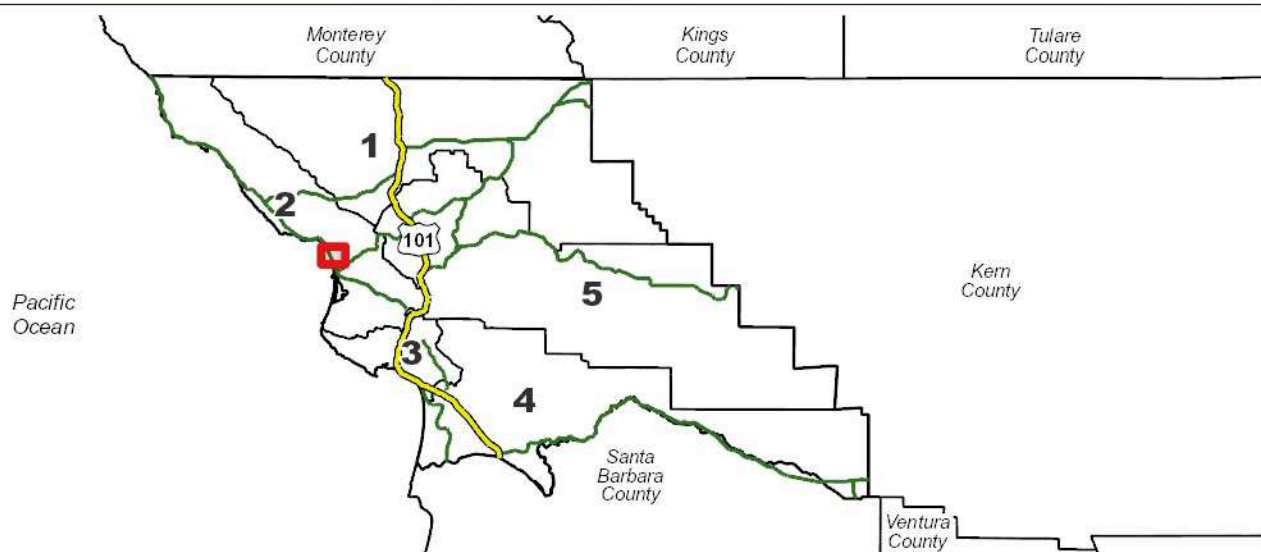 Monterey
County
Kings
County
Tulare
County
1
2
101
Pacific
Ocean
5
Kern
County
3
4
Santa
Barbara
County
Ventura
County